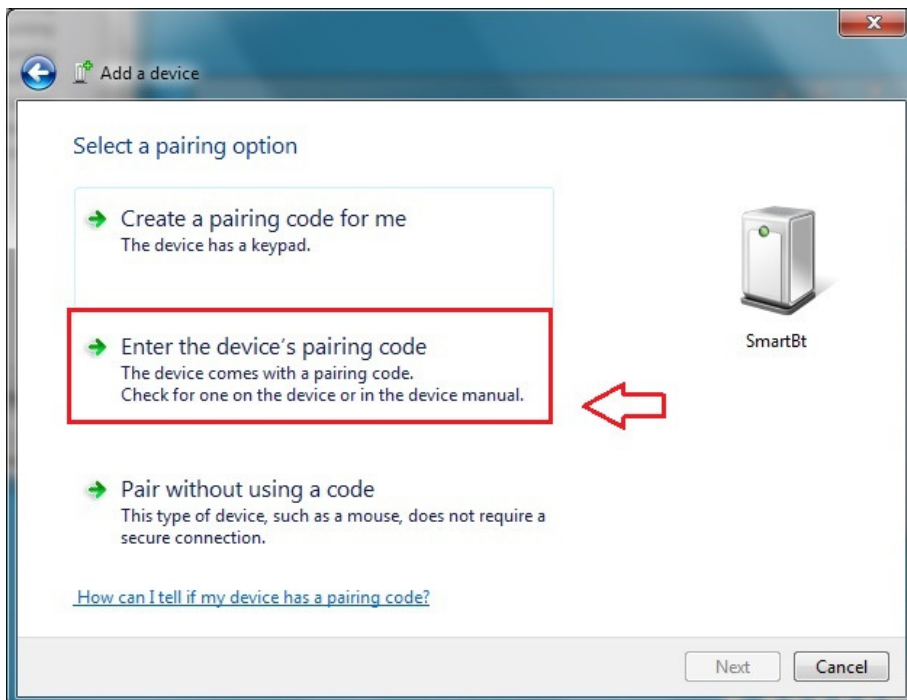 Add a device
Select a pairing option
Create a pairing code for me
The device has a keypad.
Enter the device's pairing code
The device comes with a pairing code.
Check for one on the device or in the device manual.
SmartBt
Pair without using a code
This type of device, such as a mouse, does not require a
secure connection.
How can I tell if my device has a pairing code?
Next
Cancel